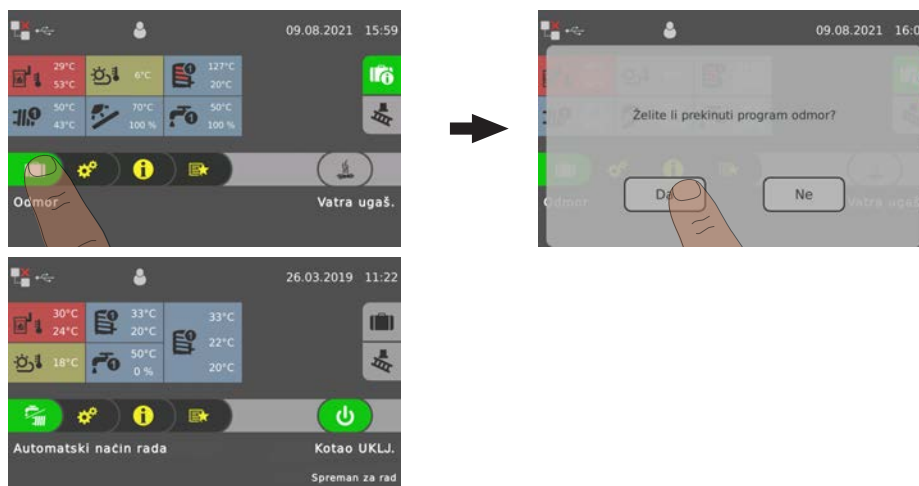 09.08.2021 15:59
29°C
53°C
6°C
127°C
20°C
50°C
43°C
70°C
100 %
50°C
100 %
Odmor
Vatra ugaš.
09.08.2021 16:0
Želite li prekinuti program odmor?
Da
Ne
Odmor
Vatra ugaš
26.03.2019 11:22
30°C
24°C
33°C
20°C
33°C
22°C
20°C
18°C
50°C
0 %
Automatski način rada
Kotao UKLJ.
Spreman za rad